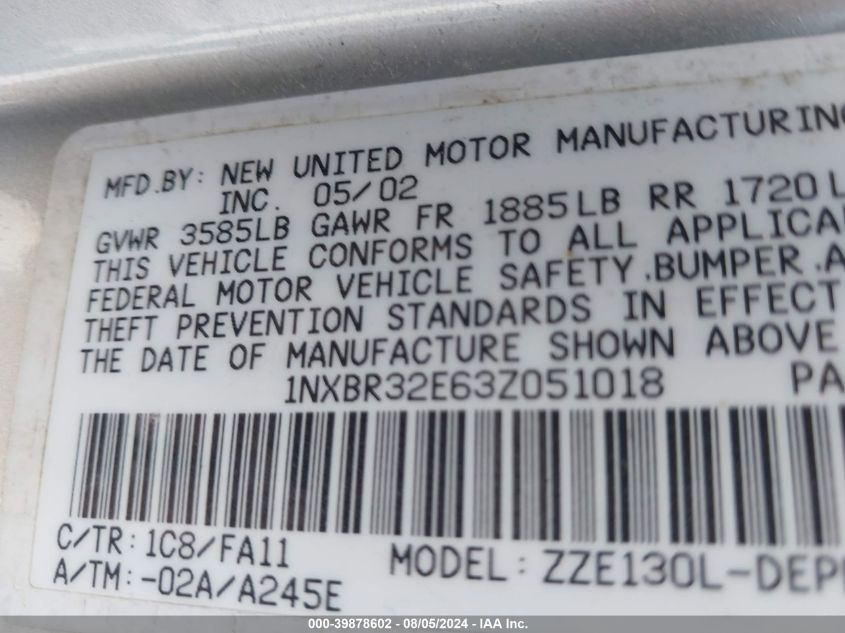 MFD.BY: NEW UNITED MOTOR MANUFACTURING
INC. 05/02
GVWR 3585LB GAWR FR 1885LB RR 1720L
THIS VEHICLE CONFORMS TO ALL APPLICA
FEDERAL MOTOR VEHICLE SAFETY,BUMPER,A
THEFT PREVENTION STANDARDS IN EFFECT
THE DATE OF MANUFACTURE SHOWN ABOVE
1NXBR32E63Z051018 PA
C/TR: 1C8/FA11
A/TM: -02A/A245E
MODEL: ZZE130L-DEP
000-39878602 - 08/05/2024 - IAA Inc.